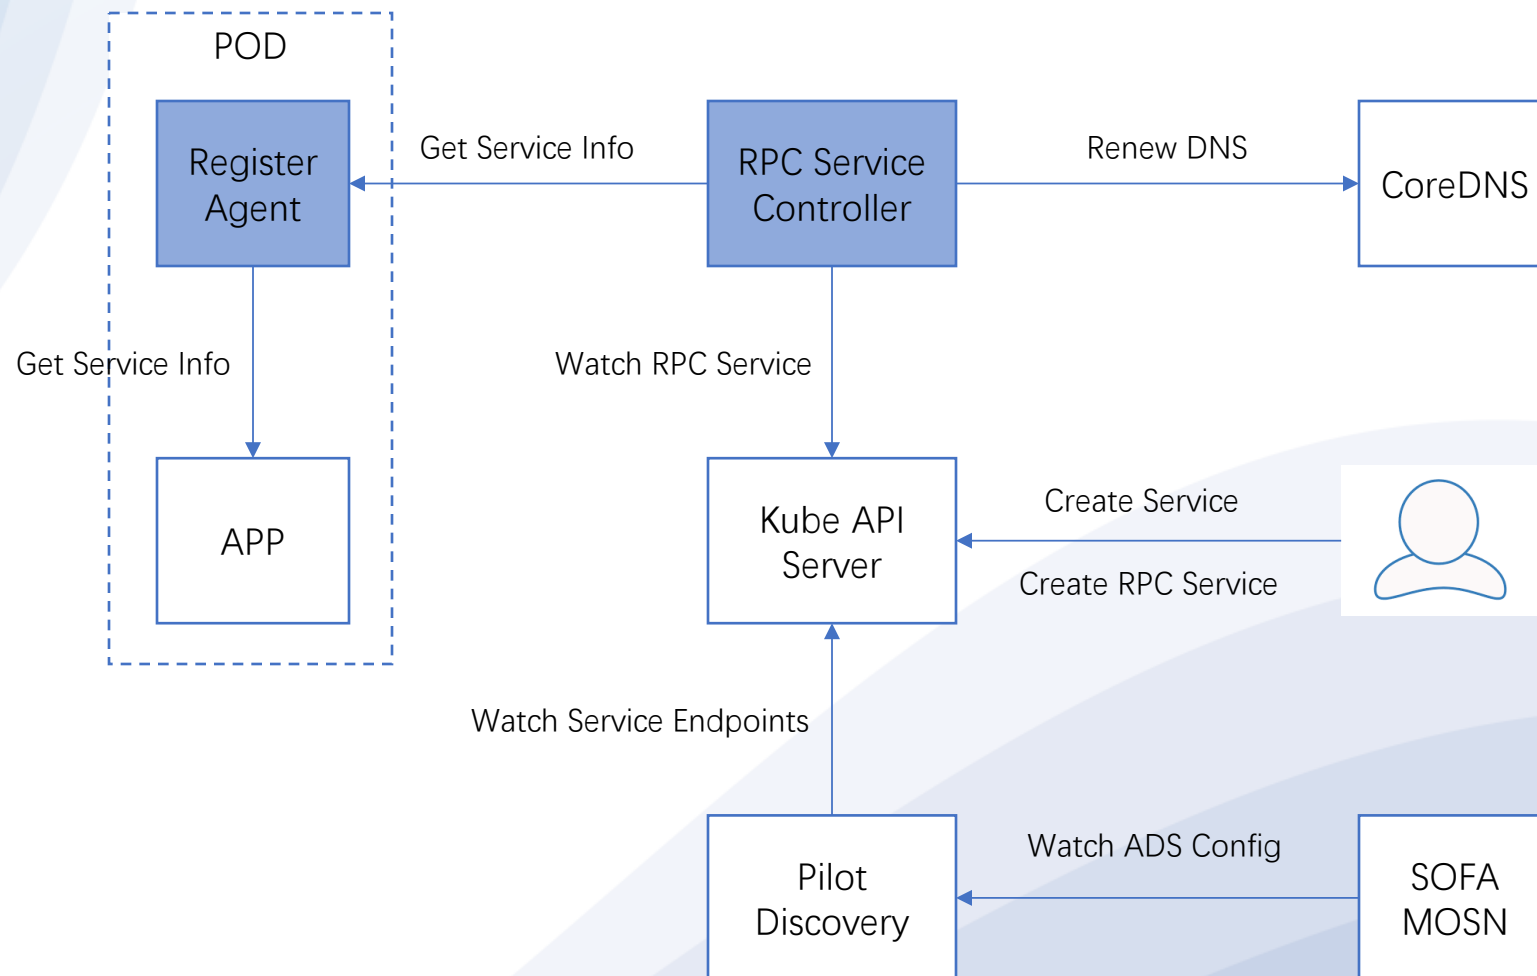 POD
Register
Agent
Get Service Info
RPC Service
Controller
Renew DNS
CoreDNS
Get Service Info
Watch RPC Service
APP
Kube API
Server
Create Service
Create RPC Service
Watch Service Endpoints
Pilot
Discovery
Watch ADS Config
SOFA
MOSN